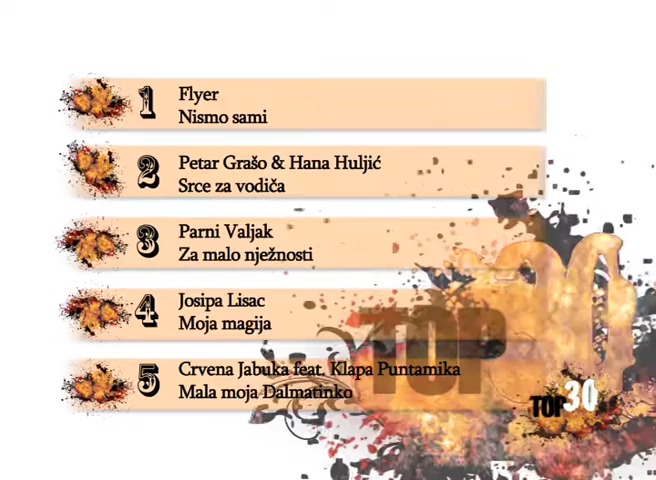 1
Flyer
Nismo sami
2
Petar Grašo & Hana Huljić
Srce za vodiča
3
Parni Valjak
Za malo nježnosti
4
Josipa Lisac
Moja magija
5
Crvena Jabuka feat. Klapa Puntamika
Mala moja Dalmatinko
TOP 30
TOP30